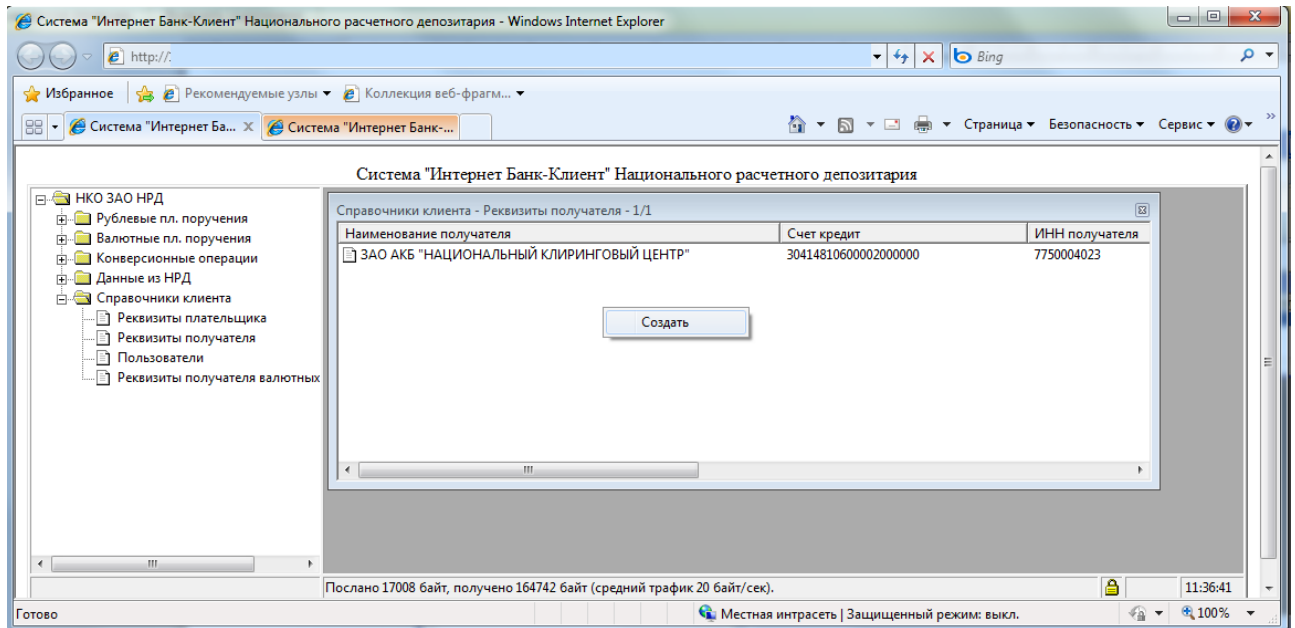 Система "Интернет Банк-Клиент" Национального расчетного депозитария - Windows Internet Explorer
http://: Bing
Избранное Рекомендуемые узлы Коллекция веб-фрагм...
Система "Интернет Ба... X Система "Интернет Банк-... Страница Безопасность Сервис
Система "Интернет Банк-Клиент" Национального расчетного депозитария
НКО ЗАО НРД
Рублевые пл. поручения
Валютные пл. поручения
Конверсионные операции
Данные из НРД
Справочники клиента
Реквизиты плательщика
Реквизиты получателя
Пользователи
Реквизиты получателя валютных
Справочники клиента - Реквизиты получателя - 1/1
Наименование получателя Счет кредит ИНН получателя
ЗАО АКБ "НАЦИОНАЛЬНЫЙ КЛИРИНГОВЫЙ ЦЕНТР" 30414810600002000000 7750004023
Создать
Послано 17008 байт, получено 164742 байт (средний трафик 20 байт/сек). 11:36:41
Готово Местная интрасеть | Защищенный режим: выкл. 100%